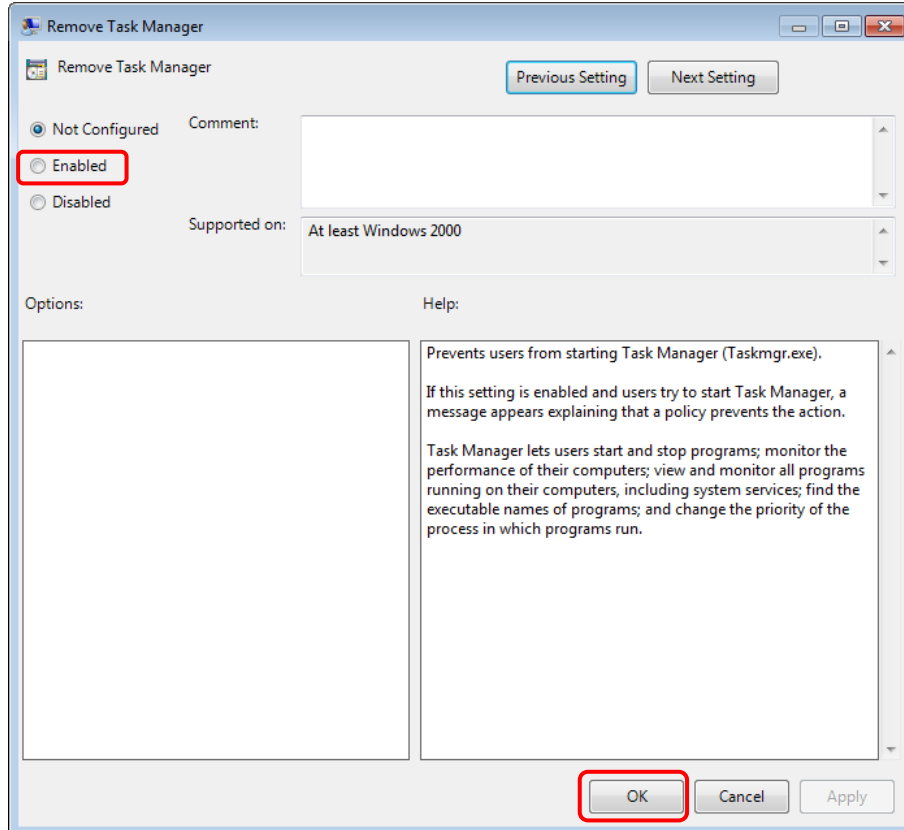 Remove Task Manager
Remove Task Manager
Previous Setting
Next Setting
Not Configured
Comment:
Enabled
Disabled
Supported on:
At least Windows 2000
Options:
Help:
Prevents users from starting Task Manager (Taskmgr.exe).
If this setting is enabled and users try to start Task Manager, a
message appears explaining that a policy prevents the action.
Task Manager lets users start and stop programs; monitor the
performance of their computers; view and monitor all programs
running on their computers, including system services; find the
executable names of programs; and change the priority of the
process in which programs run.
OK
Cancel
Apply